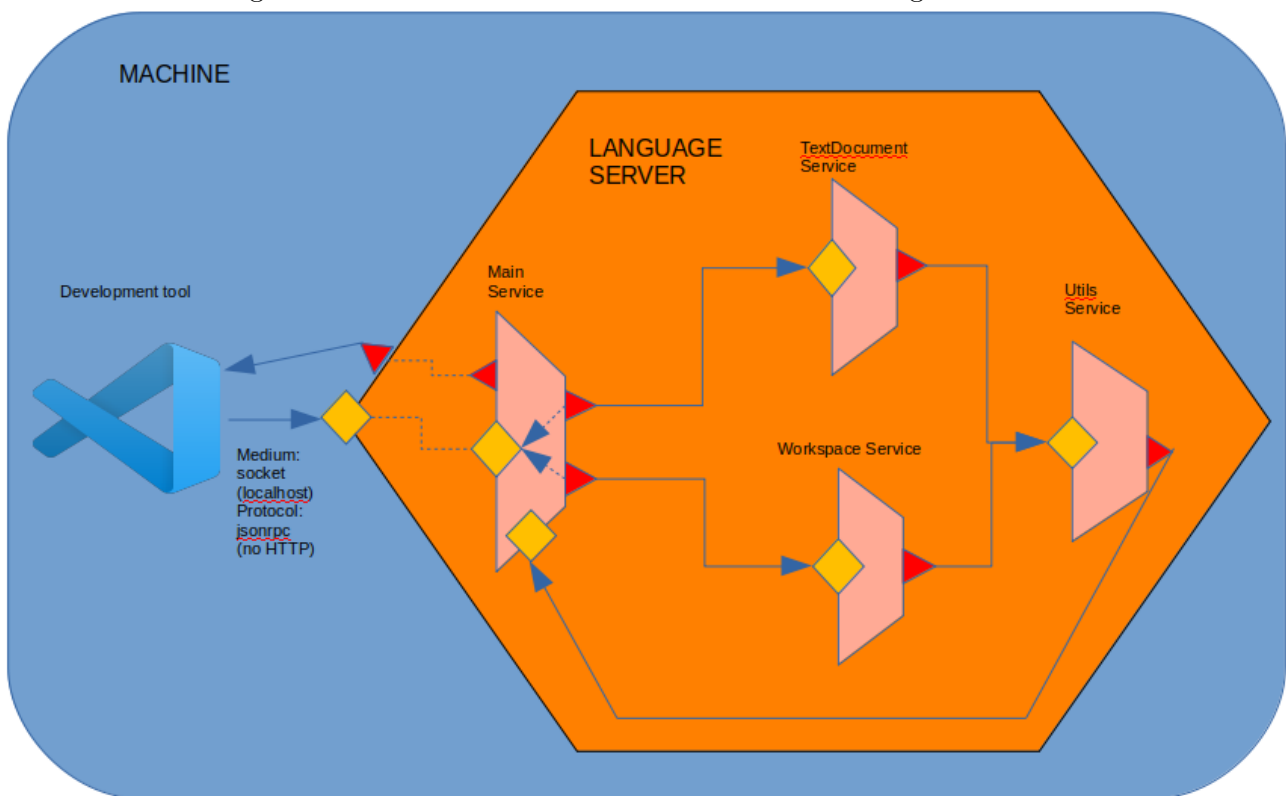 MACHINE
LANGUAGE
SERVER
TextDocument
Service
Main
Service
Utils
Service
Development tool
Workspace Service
Medium:
socket
(localhost)
Protocol:
jsonrpc
(no HTTP)